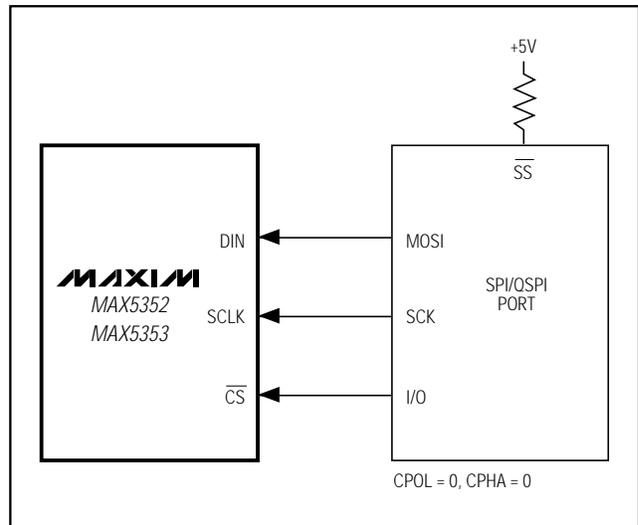 +5V
SS
DIN
MOSI
MAXIM
MAX5352
MAX5353
SPI/QSPI
PORT
SCLK
SCK
CS
I/O
CPOL = 0, CPHA = 0